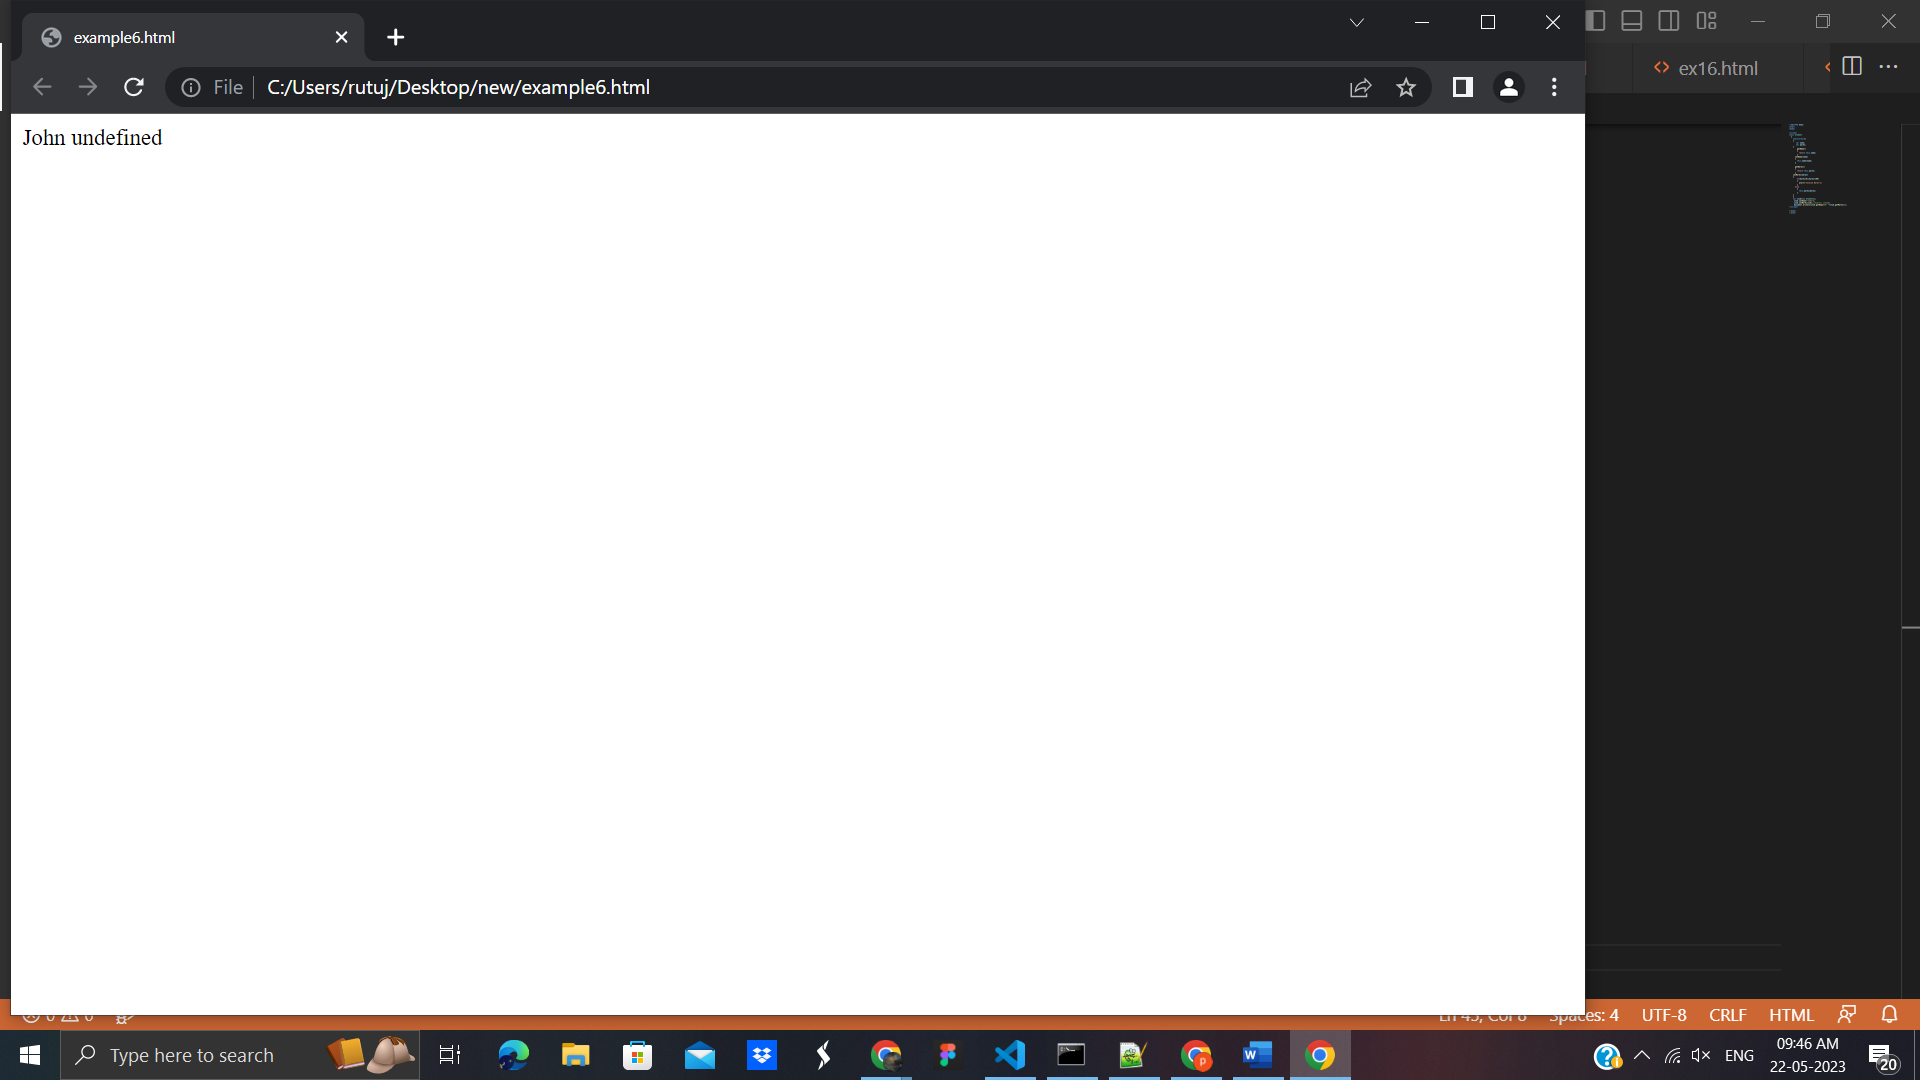 example6.html
ex16.html
File C:/Users/rutuj/Desktop/new/example6.html
John undefined
Spaces: 4 UTF-8 CRLF HTML
Type here to search
ENG
09:46 AM
22-05-2023
20